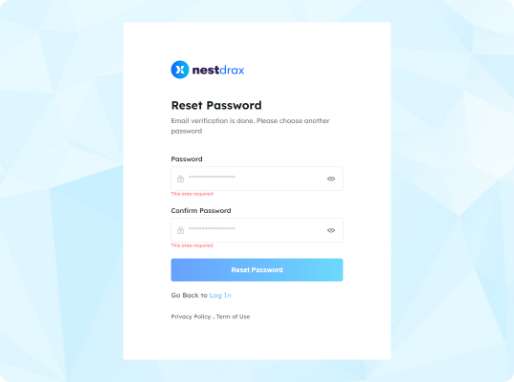 nestdrax
Reset Password
Email verification is done. Please choose another
password
Password
******************
This area required
Confirm Password
******************
This area required
Reset Password
Go Back to Log In
Privacy Policy . Term of Use